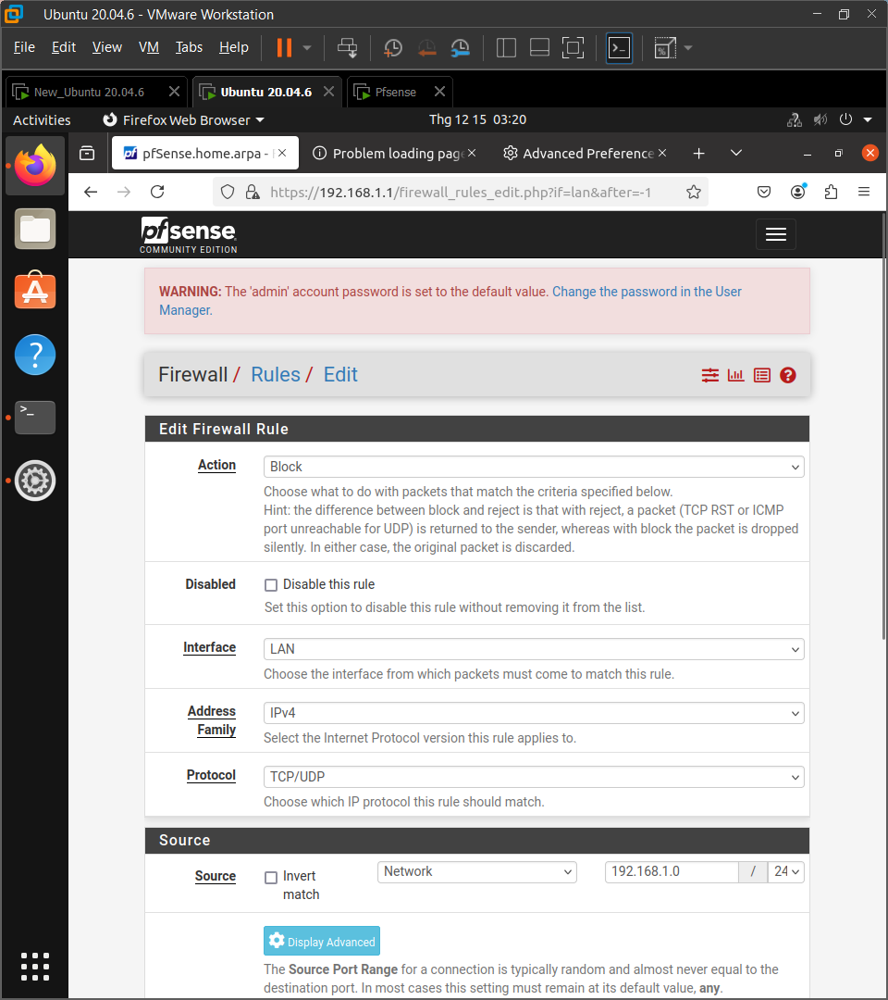 Ubuntu 20.04.6 - VMware Workstation
File Edit View VM Tabs Help
New_Ubuntu 20.04.6
Ubuntu 20.04.6
Pfsense
Activities
Firefox Web Browser
Thg 12 15 03:20
pfSense.home.arpa -
Problem loading page
Advanced Preference
https://192.168.1.1/firewall_rules_edit.php?if=lan&after=-1
pfsense
COMMUNITY EDITION
WARNING: The 'admin' account password is set to the default value. Change the password in the User
Manager.
Firewall / Rules / Edit
Edit Firewall Rule
Action
Block
Choose what to do with packets that match the criteria specified below.
Hint: the difference between block and reject is that with reject, a packet (TCP RST or ICMP
port unreachable for UDP) is returned to the sender, whereas with block the packet is dropped
silently. In either case, the original packet is discarded.
Disabled
Disable this rule
Set this option to disable this rule without removing it from the list.
Interface
LAN
Choose the interface from which packets must come to match this rule.
Address
Family
IPv4
Select the Internet Protocol version this rule applies to.
Protocol
TCP/UDP
Choose which IP protocol this rule should match.
Source
Source
Invert
match
Network
192.168.1.0
/
24
Display Advanced
The Source Port Range for a connection is typically random and almost never equal to the
destination port. In most cases this setting must remain at its default value, any.